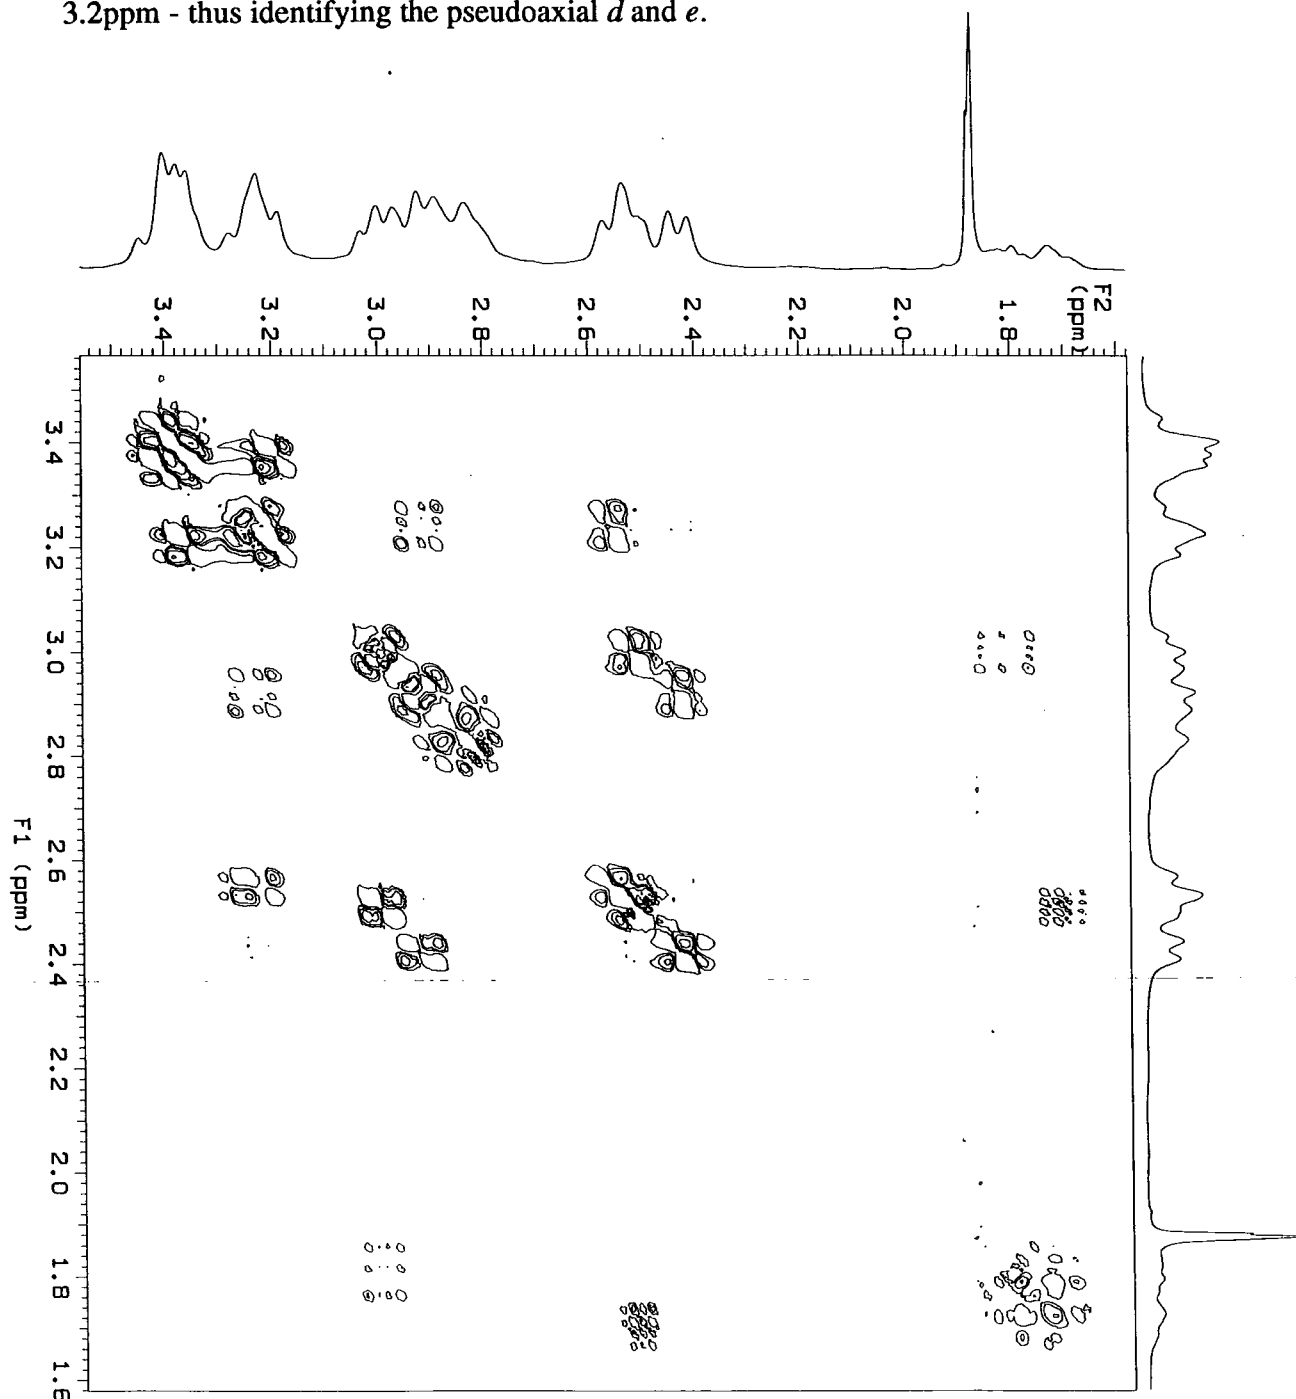 3.2ppm - thus identifying the pseudoaxial d and e.
F2
(ppm)
3.4 3.2 3.0 2.8 2.6 2.4 2.2 2.0 1.8
3.4
3.2
3.0
2.8
2.6
2.4
2.2
2.0
1.8
1.6
F1 (ppm)